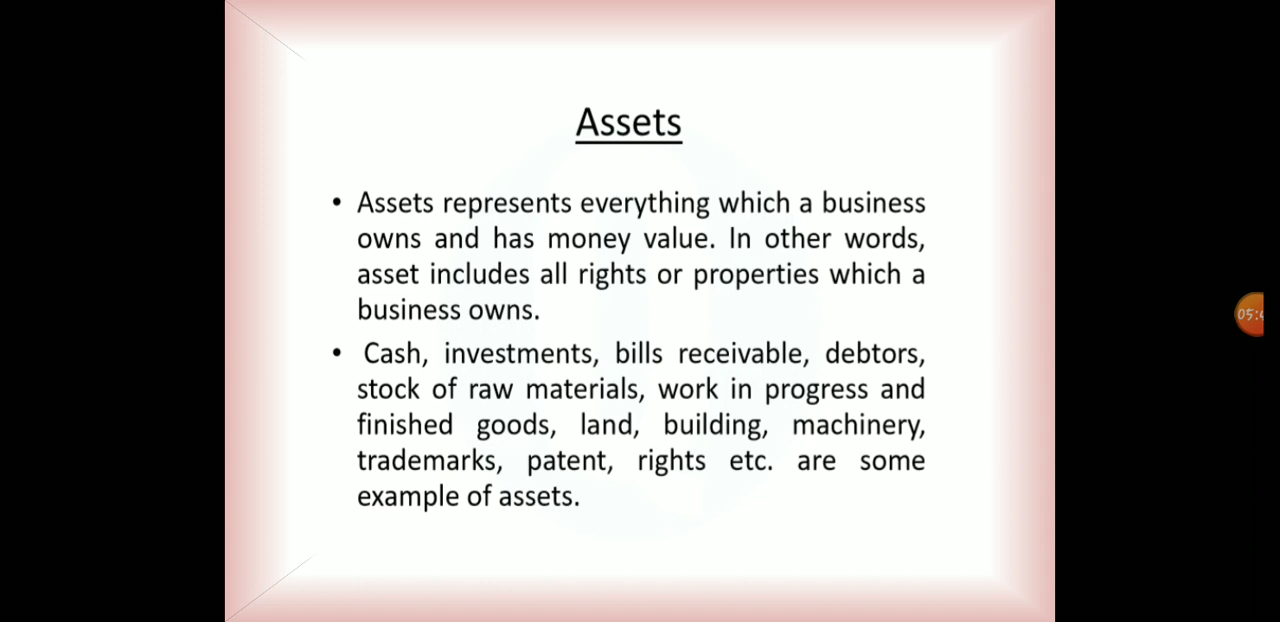 Assets
• Assets represents everything which a business
owns and has money value. In other words,
asset includes all rights or properties which a
business owns.
• Cash, investments, bills receivable, debtors,
stock of raw materials, work in progress and
finished goods, land, building, machinery,
trademarks, patent, rights etc. are some
example of assets.